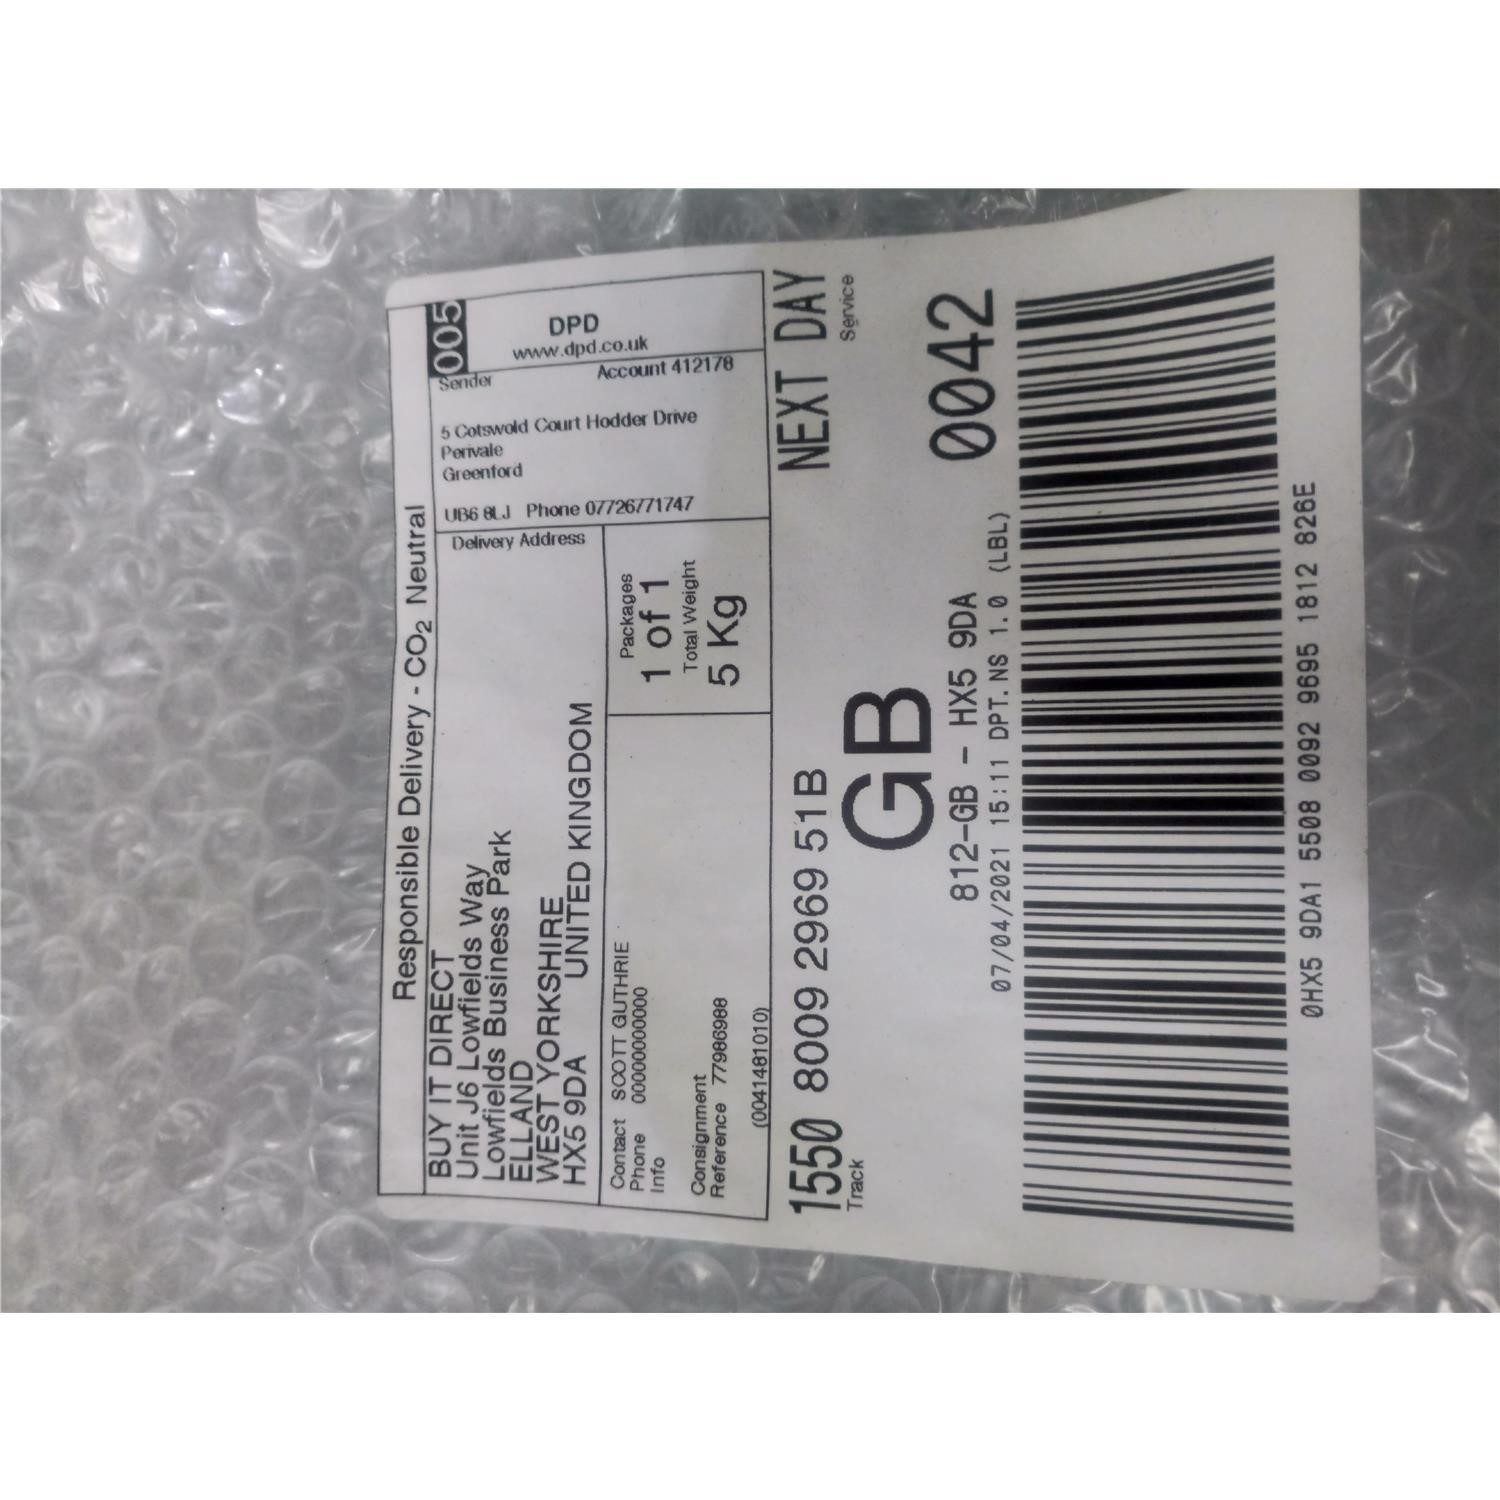 Responsible Delivery - CO2 Neutral
BUY IT DIRECT
Unit J6 Lowfields Way
Lowfields Business Park
ELLAND
WEST YORKSHIRE
HX5 9DA UNITED KINGDOM
Delivery Address
005
Sender
DPD
www.dpd.co.uk
Account 412178
5 Cotswold Court Hodder Drive
Perivale
Greenford
UB6 8LJ Phone 07726771747
Contact SCOTT GUTHRIE
Phone 00000000000
Info
Consignment
Reference 77986988
(0041481010)
Packages
1 of 1
Total Weight
5 Kg
1550 8009 2969 51B
Track
NEXT DAY
Service
GB
812-GB - HX5 9DA
0042
07/04/2021 15:11 DPT.NS 1.0 (LBL)
0HX5 9DA1 5508 0092 9695 1812 826E